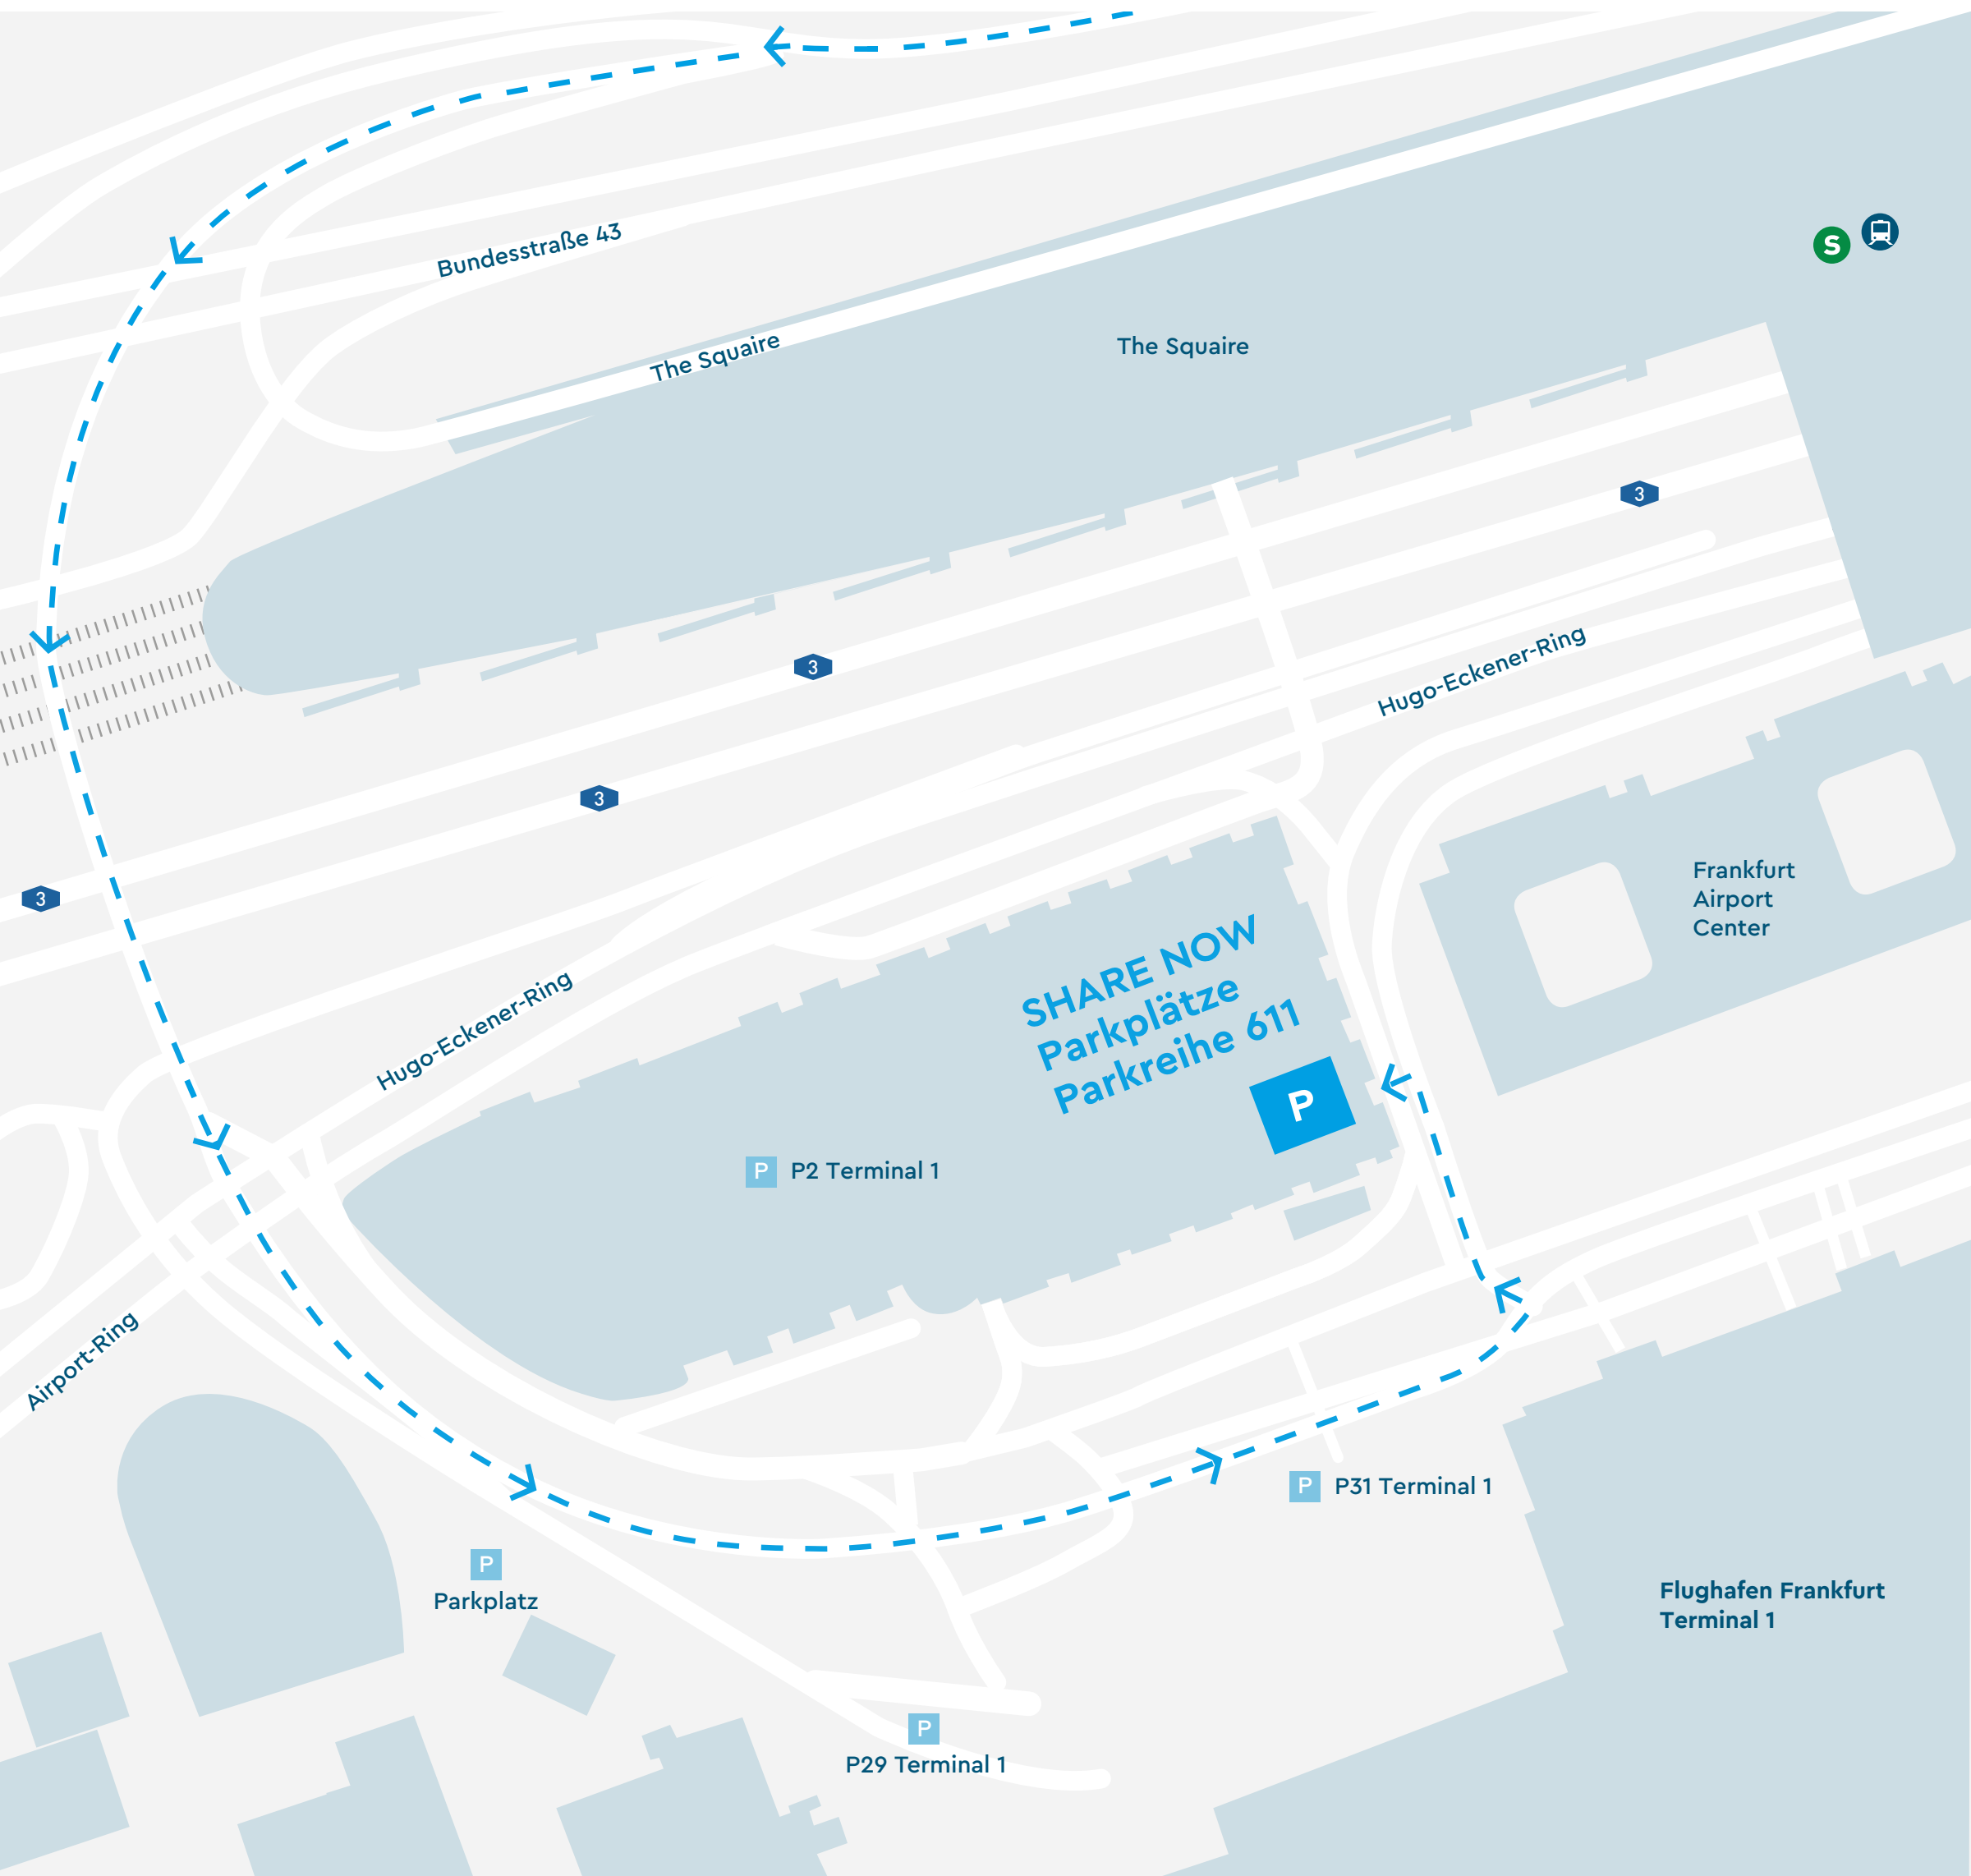 Bundesstraße 43
S
The Squaire
The Squaire
3
3
Hugo-Eckener-Ring
3
3
Frankfurt
Airport
Center
SHARE NOW
Parkplätze
Parkreihe 611
P
Hugo-Eckener-Ring
P P2 Terminal 1
Airport-Ring
P P31 Terminal 1
P
Parkplatz
Flughafen Frankfurt
Terminal 1
P
P29 Terminal 1